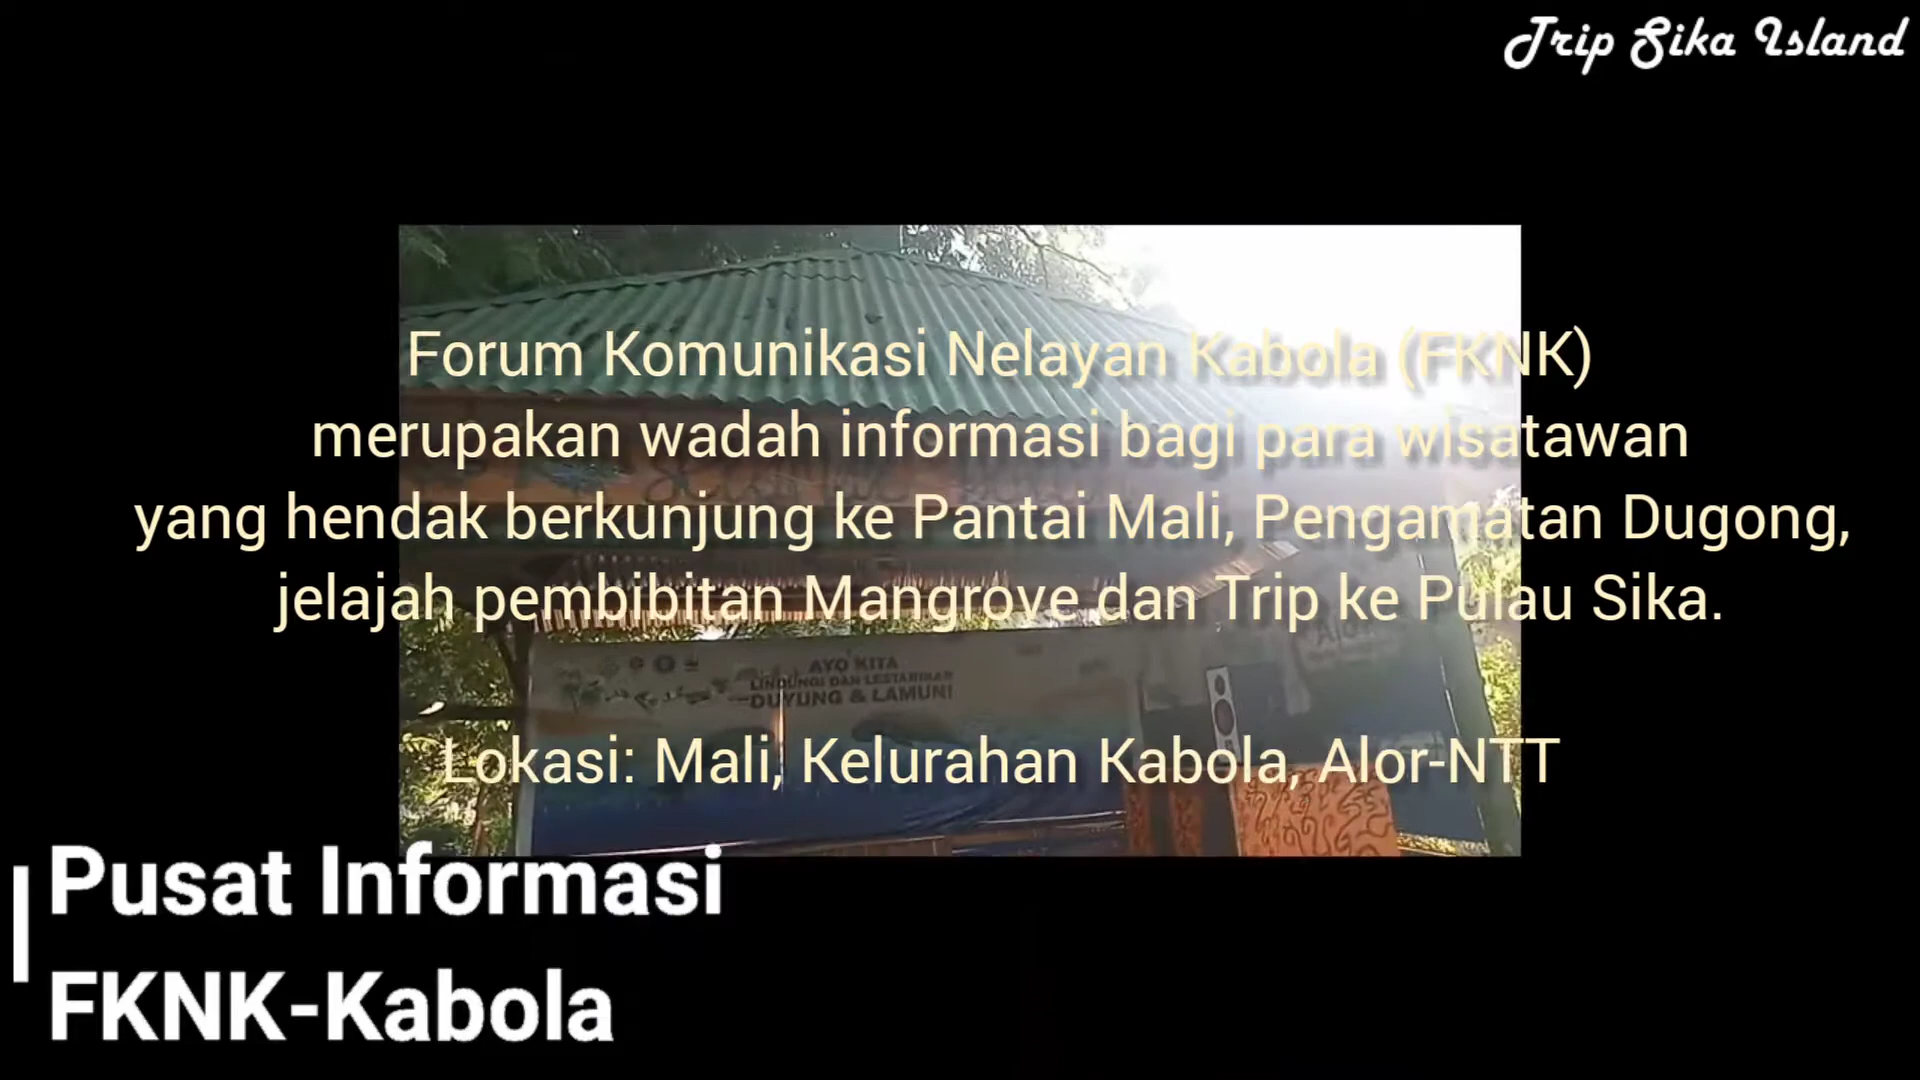 Trip Sika Island
Forum Komunikasi Nelayan Kabola (FKNK)
merupakan wadah informasi bagi para wisatawan
yang hendak berkunjung ke Pantai Mali, Pengamatan Dugong,
jelajah pembibitan Mangrove dan Trip ke Pulau Sika.
AYO KITA
LINDUNGI DAN LESTARIKAN
DUYUNG & LAMUN!
Lokasi: Mali, Kelurahan Kabola, Alor-NTT
Pusat Informasi
FKNK-Kabola